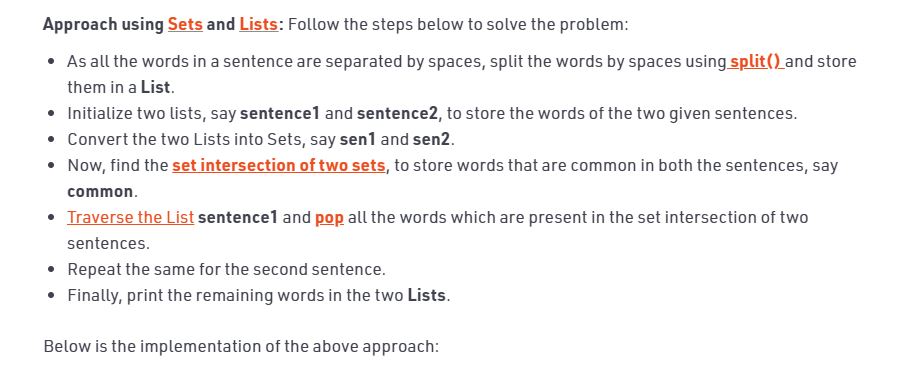 Approach using Sets and Lists: Follow the steps below to solve the problem:
• As all the words in a sentence are separated by spaces, split the words by spaces using split() and store
them in a List.
• Initialize two lists, say sentence1 and sentence2, to store the words of the two given sentences.
• Convert the two Lists into Sets, say sen1 and sen2.
• Now, find the set intersection of two sets, to store words that are common in both the sentences, say
common.
• Traverse the List sentence1 and pop all the words which are present in the set intersection of two
sentences.
• Repeat the same for the second sentence.
• Finally, print the remaining words in the two Lists.
Below is the implementation of the above approach: